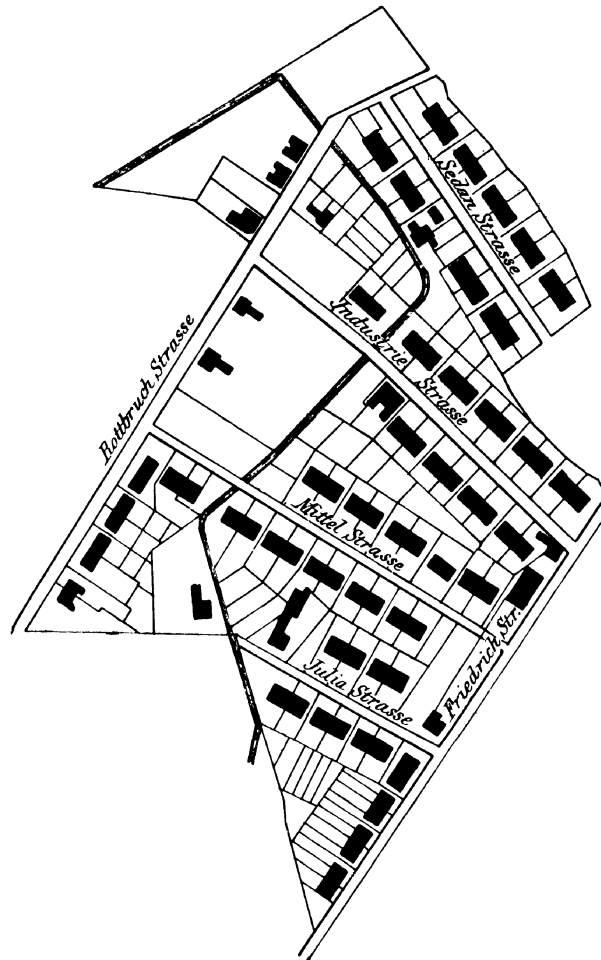 Sedan Strasse
Industrie Strasse
Rottbruch Strasse
Mittel Strasse
Friedrich Str.
Julia Strasse